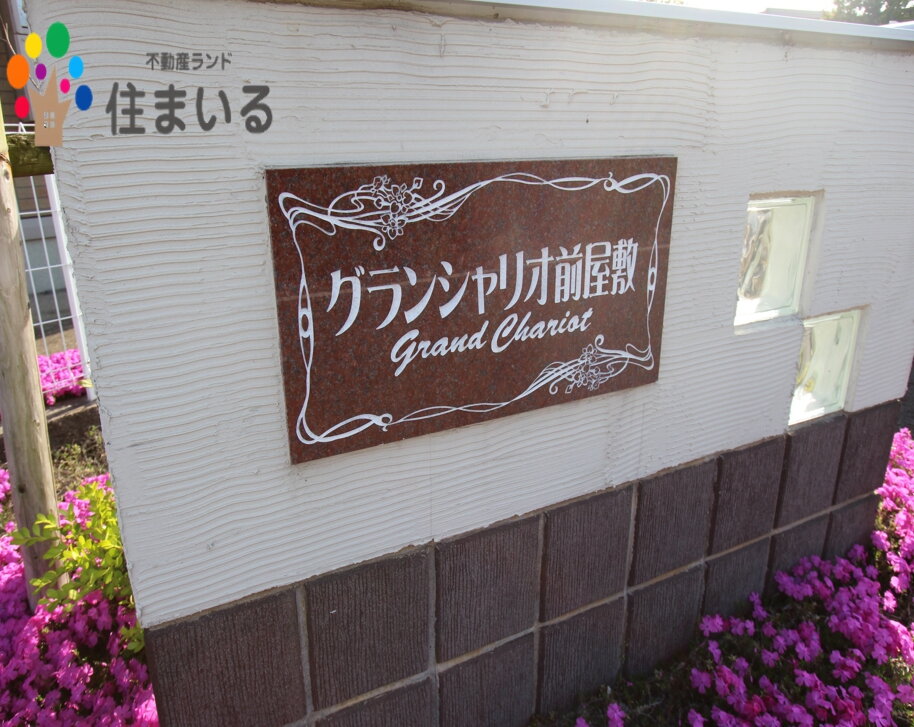 不動産ランド
住まいる
グランシャリオ前屋敷
Grand Chariot